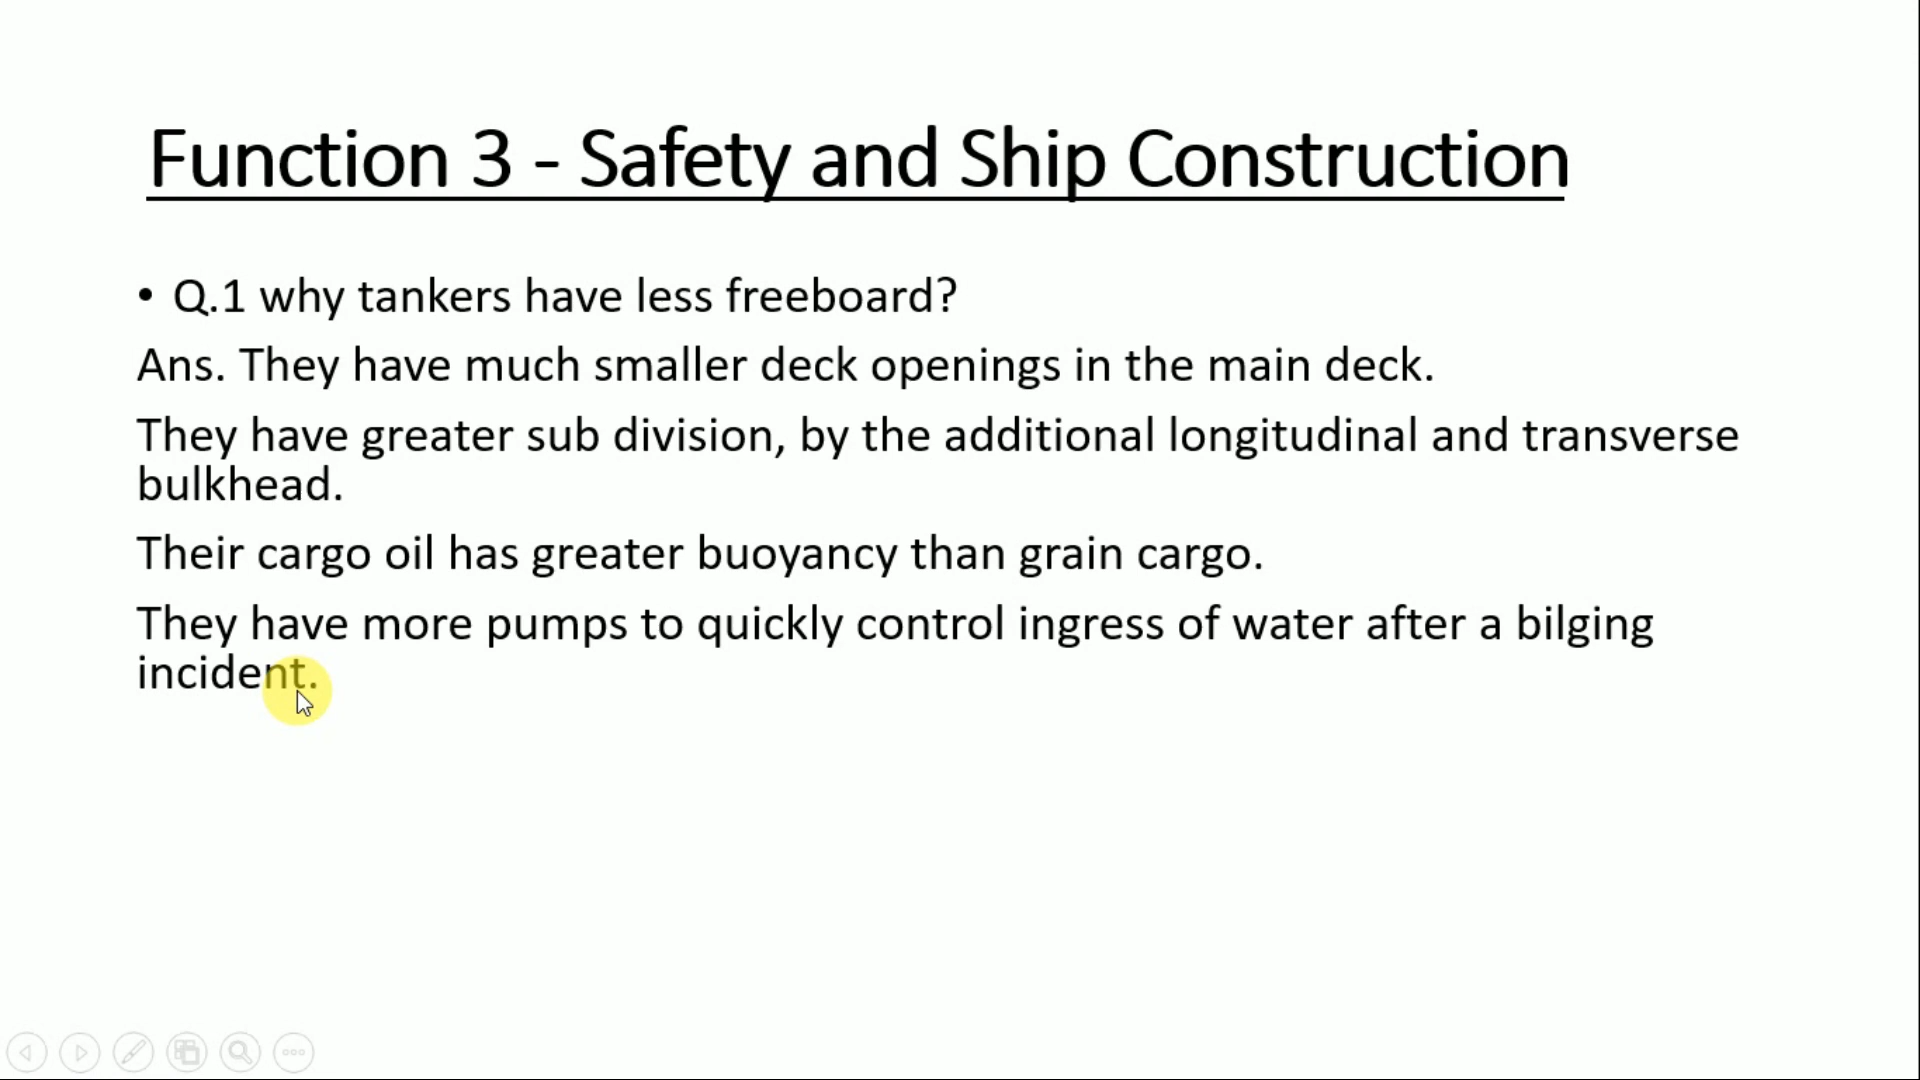 Function 3 - Safety and Ship Construction
• Q.1 why tankers have less freeboard?
Ans. They have much smaller deck openings in the main deck.
They have greater sub division, by the additional longitudinal and transverse
bulkhead.
Their cargo oil has greater buoyancy than grain cargo.
They have more pumps to quickly control ingress of water after a bilging
incident.